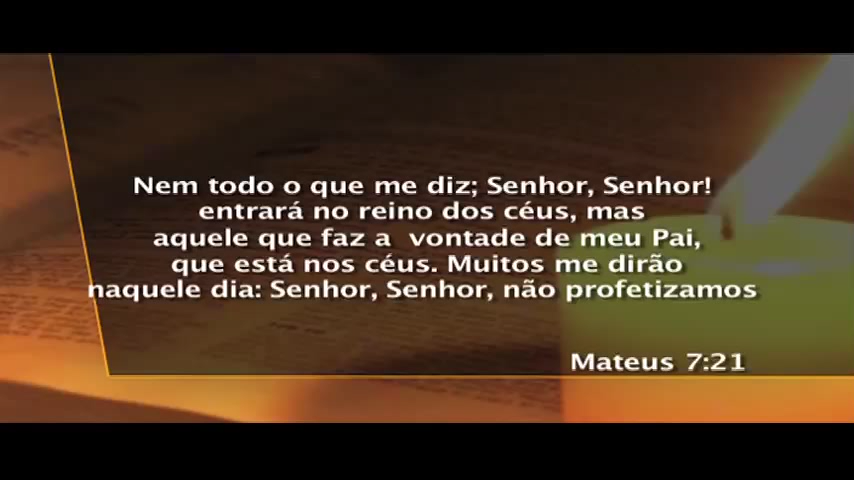 Nem todo o que me diz; Senhor, Senhor!
entrará no reino dos céus, mas
aquele que faz a  vontade de meu Pai,
que está nos céus. Muitos me dirão
naquele dia: Senhor, Senhor, não profetizamos
Mateus 7:21